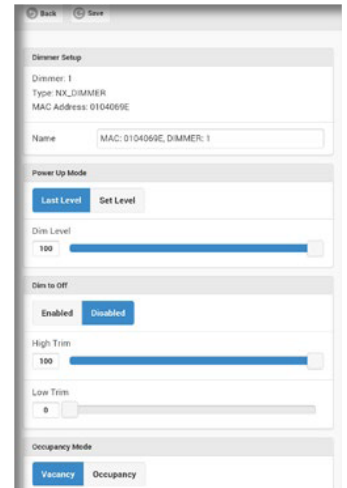 Back Save
Dimmer Setup
Dimmer: 1
Type: NX_DIMMER
MAC Address: 0104069E
Name MAC: 0104069E, DIMMER: 1
Power Up Mode
Last Level Set Level
Dim Level
100
Dim to Off
Enabled Disabled
High Trim
100
Low Trim
0
Occupancy Mode
Vacancy Occupancy